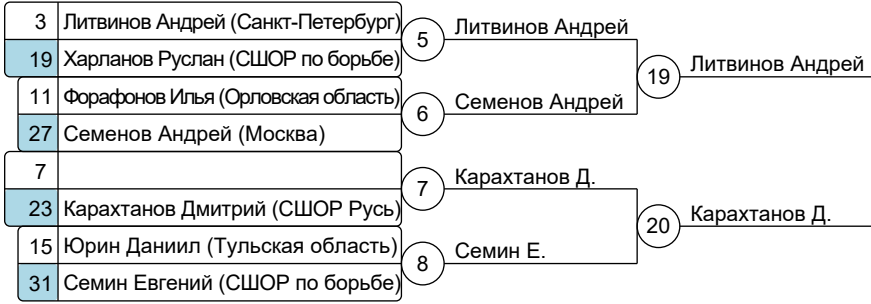 3 Литвинов Андрей (Санкт-Петербург)
5 Литвинов Андрей
19 Харланов Руслан (СШОР по борьбе)
19 Литвинов Андрей
11 Форафонов Илья (Орловская область)
6 Семенов Андрей
27 Семенов Андрей (Москва)
7
7 Карахтанов Д.
23 Карахтанов Дмитрий (СШОР Русь)
20 Карахтанов Д.
15 Юрин Даниил (Тульская область)
8 Семин Е.
31 Семин Евгений (СШОР по борьбе)